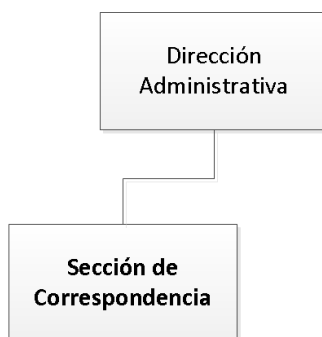 Dirección
Administrativa
Sección de
Correspondencia